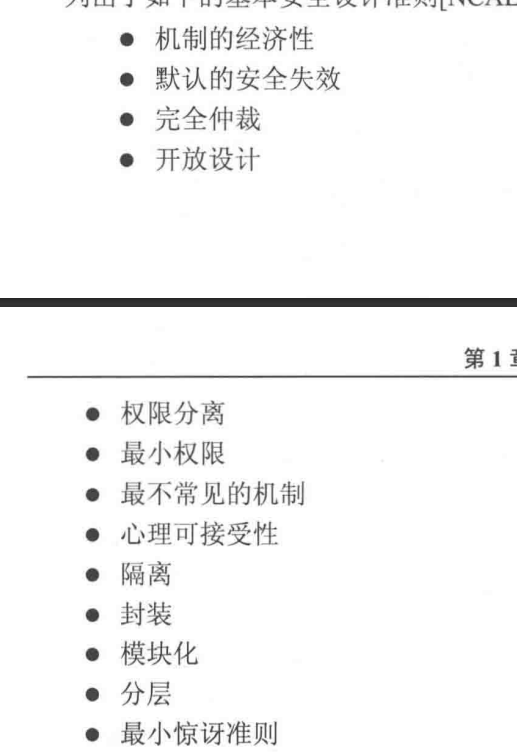 列出了如下的基本安全设计准则[NCAE
● 机制的经济性
● 默认的安全失效
● 完全仲裁
● 开放设计
第 1 章
● 权限分离
● 最小权限
● 最不常见的机制
● 心理可接受性
● 隔离
● 封装
● 模块化
● 分层
● 最小惊讶准则